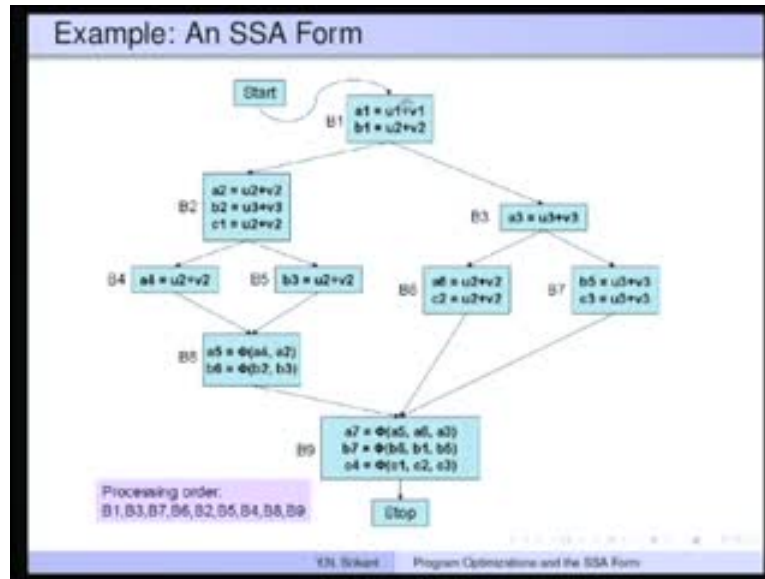 Example: An SSA Form
Start
B1
a1 = u1+v1
b1 = u2+v2
B2
a2 = u2+v2
b2 = u3+v3
c1 = u2+v2
B3
a3 = u3+v3
B4
a4 = u2+v2
B5
b3 = u2+v2
B6
a6 = u2+v2
c2 = u2+v2
B7
b5 = u3+v3
c3 = u3+v3
B8
a5 = Φ(a4, a2)
b6 = Φ(b2, b3)
B9
a7 = Φ(a5, a6, a3)
b7 = Φ(b6, b1, b5)
c4 = Φ(c1, c2, c3)
Processing order:
B1,B3,B7,B6,B2,B5,B4,B8,B9
Stop
Y.N. Srikant
Program Optimizations and the SSA Form